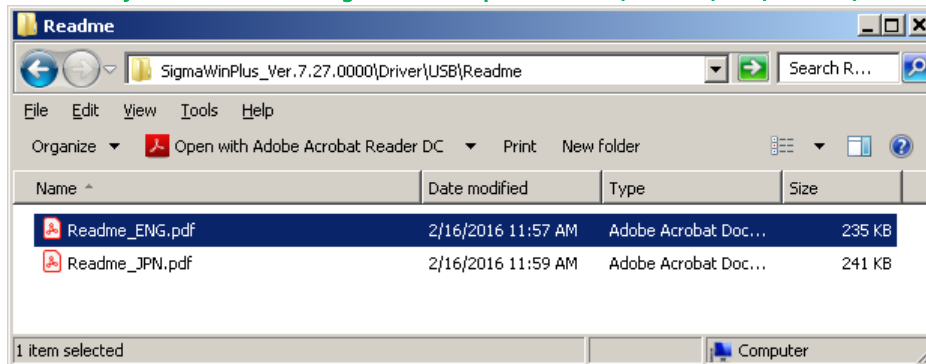 Readme
SigmaWinPlus_Ver.7.27.0000\Driver\USB\Readme
Search R...
File Edit View Tools Help
Organize Open with Adobe Acrobat Reader DC Print New folder
Name Date modified Type Size
Readme_ENG.pdf 2/16/2016 11:57 AM Adobe Acrobat Doc... 235 KB
Readme_JPN.pdf 2/16/2016 11:59 AM Adobe Acrobat Doc... 241 KB
1 item selected Computer